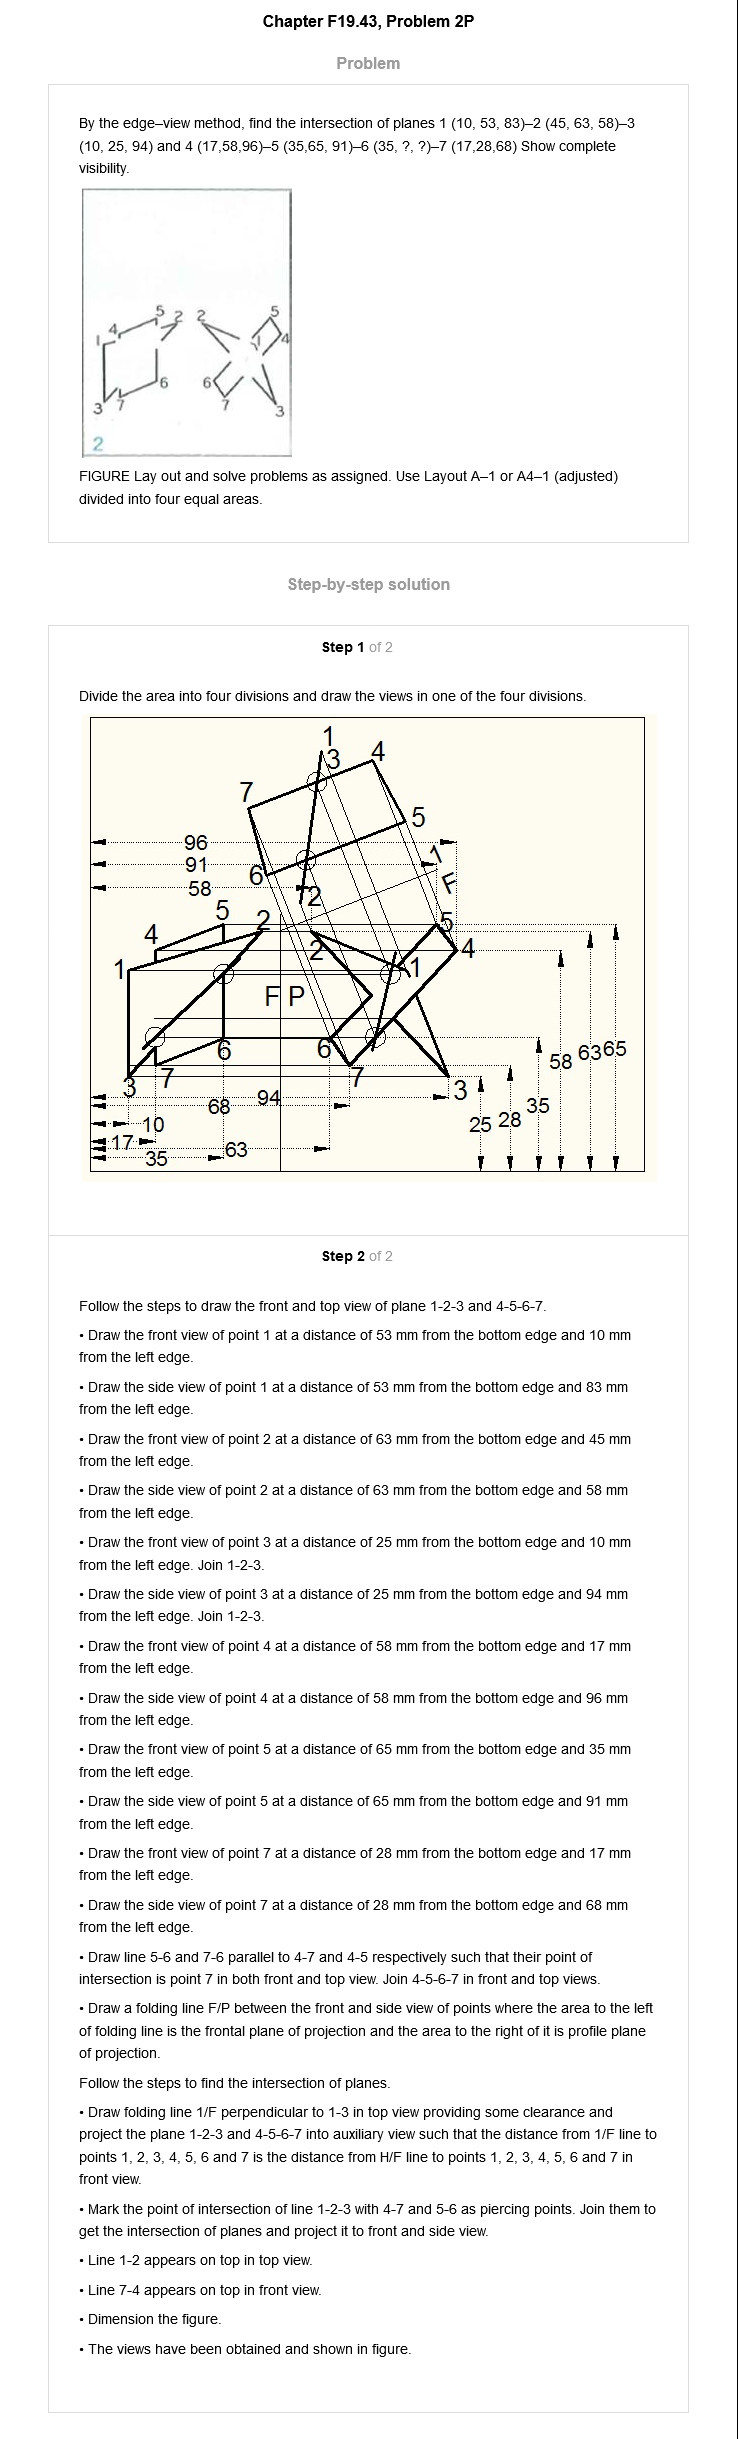 Chapter F19.43, Problem 2P
Problem
By the edge–view method, find the intersection of planes 1 (10, 53, 83)–2 (45, 63, 58)–3
(10, 25, 94) and 4 (17,58,96)–5 (35,65, 91)–6 (35, ?, ?)–7 (17,28,68) Show complete
visibility.
5 2 2 5
1 4 1 4
3 7 6 6 7 3
2
FIGURE Lay out and solve problems as assigned. Use Layout A–1 or A4–1 (adjusted)
divided into four equal areas.
Step-by-step solution
Step 1 of 2
Divide the area into four divisions and draw the views in one of the four divisions.
1
3 4
7
5
96
91 1
58 6 F
2
5 2 5
4 2 4
1 1
F P
6 6
58 63 65
3 7 7 3
68 94 35
10 25 28
17 63
35
Step 2 of 2
Follow the steps to draw the front and top view of plane 1-2-3 and 4-5-6-7.
• Draw the front view of point 1 at a distance of 53 mm from the bottom edge and 10 mm
from the left edge.
• Draw the side view of point 1 at a distance of 53 mm from the bottom edge and 83 mm
from the left edge.
• Draw the front view of point 2 at a distance of 63 mm from the bottom edge and 45 mm
from the left edge.
• Draw the side view of point 2 at a distance of 63 mm from the bottom edge and 58 mm
from the left edge.
• Draw the front view of point 3 at a distance of 25 mm from the bottom edge and 10 mm
from the left edge. Join 1-2-3.
• Draw the side view of point 3 at a distance of 25 mm from the bottom edge and 94 mm
from the left edge. Join 1-2-3.
• Draw the front view of point 4 at a distance of 58 mm from the bottom edge and 17 mm
from the left edge.
• Draw the side view of point 4 at a distance of 58 mm from the bottom edge and 96 mm
from the left edge.
• Draw the front view of point 5 at a distance of 65 mm from the bottom edge and 35 mm
from the left edge.
• Draw the side view of point 5 at a distance of 65 mm from the bottom edge and 91 mm
from the left edge.
• Draw the front view of point 7 at a distance of 28 mm from the bottom edge and 17 mm
from the left edge.
• Draw the side view of point 7 at a distance of 28 mm from the bottom edge and 68 mm
from the left edge.
• Draw line 5-6 and 7-6 parallel to 4-7 and 4-5 respectively such that their point of
intersection is point 7 in both front and top view. Join 4-5-6-7 in front and top views.
• Draw a folding line F/P between the front and side view of points where the area to the left
of folding line is the frontal plane of projection and the area to the right of it is profile plane
of projection.
Follow the steps to find the intersection of planes.
• Draw folding line 1/F perpendicular to 1-3 in top view providing some clearance and
project the plane 1-2-3 and 4-5-6-7 into auxiliary view such that the distance from 1/F line to
points 1, 2, 3, 4, 5, 6 and 7 is the distance from H/F line to points 1, 2, 3, 4, 5, 6 and 7 in
front view.
• Mark the point of intersection of line 1-2-3 with 4-7 and 5-6 as piercing points. Join them to
get the intersection of planes and project it to front and side view.
• Line 1-2 appears on top in top view.
• Line 7-4 appears on top in front view.
• Dimension the figure.
• The views have been obtained and shown in figure.